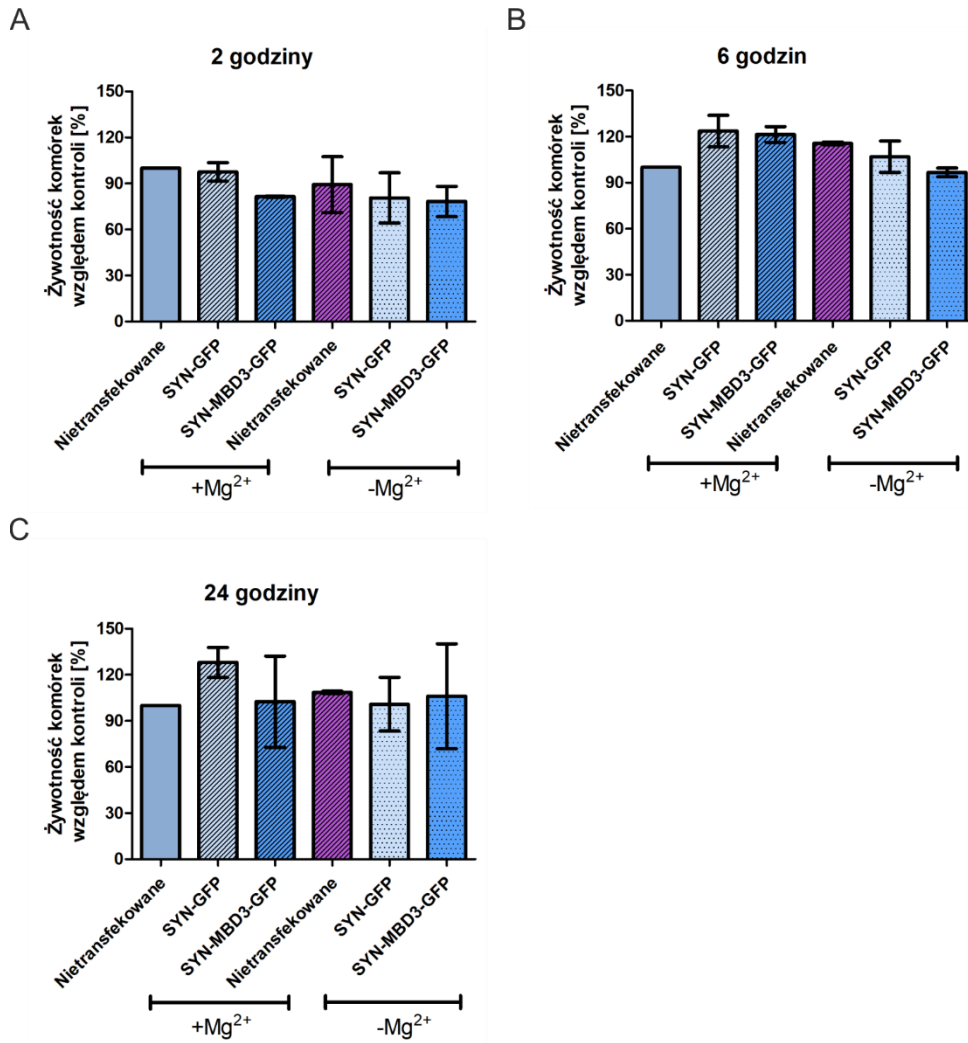 A
2 godziny
Żywotność komórek
względem kontroli [%]
150
120
90
60
30
0
Nietransfekowane
SYN-GFP
SYN-MBD3-GFP
Nietransfekowane
SYN-GFP
SYN-MBD3-GFP
+Mg²⁺
-Mg²⁺
B
6 godzin
Żywotność komórek
względem kontroli [%]
150
120
90
60
30
0
Nietransfekowane
SYN-GFP
SYN-MBD3-GFP
Nietransfekowane
SYN-GFP
SYN-MBD3-GFP
+Mg²⁺
-Mg²⁺
C
24 godziny
Żywotność komórek
względem kontroli [%]
150
120
90
60
30
0
Nietransfekowane
SYN-GFP
SYN-MBD3-GFP
Nietransfekowane
SYN-GFP
SYN-MBD3-GFP
+Mg²⁺
-Mg²⁺